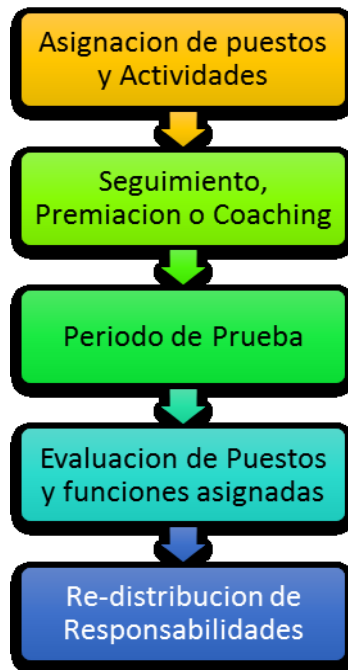 Asignacion de puestos
y Actividades
Seguimiento,
Premiacion o Coaching
Periodo de Prueba
Evaluacion de Puestos
y funciones asignadas
Re-distribucion de
Responsabilidades